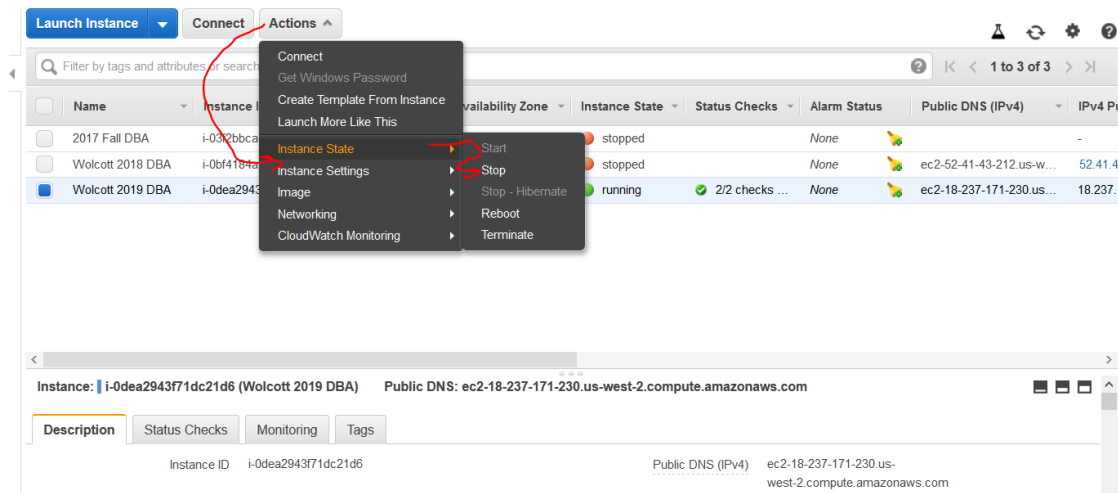 Launch Instance Connect Actions
Filter by tags and attributes or search 1 to 3 of 3
Name Instance Availability Zone Instance State Status Checks Alarm Status Public DNS (IPv4) IPv4
2017 Fall DBA stopped None -
Wolcott 2018 DBA stopped None ec2-52-41-43-212.us-w... 52.41.4
Wolcott 2019 DBA i-0dea2943 running 2/2 checks ... None ec2-18-237-171-230.us... 18.237.
Connect
Get Windows Password
Create Template From Instance
Launch More Like This
Instance State
Instance Settings
Image
Networking
CloudWatch Monitoring
Start
Stop
Stop - Hibernate
Reboot
Terminate
Instance: i-0dea2943f71dc21d6 (Wolcott 2019 DBA) Public DNS: ec2-18-237-171-230.us-west-2.compute.amazonaws.com
Description Status Checks Monitoring Tags
Instance ID i-0dea2943f71dc21d6 Public DNS (IPv4) ec2-18-237-171-230.us-
west-2.compute.amazonaws.com